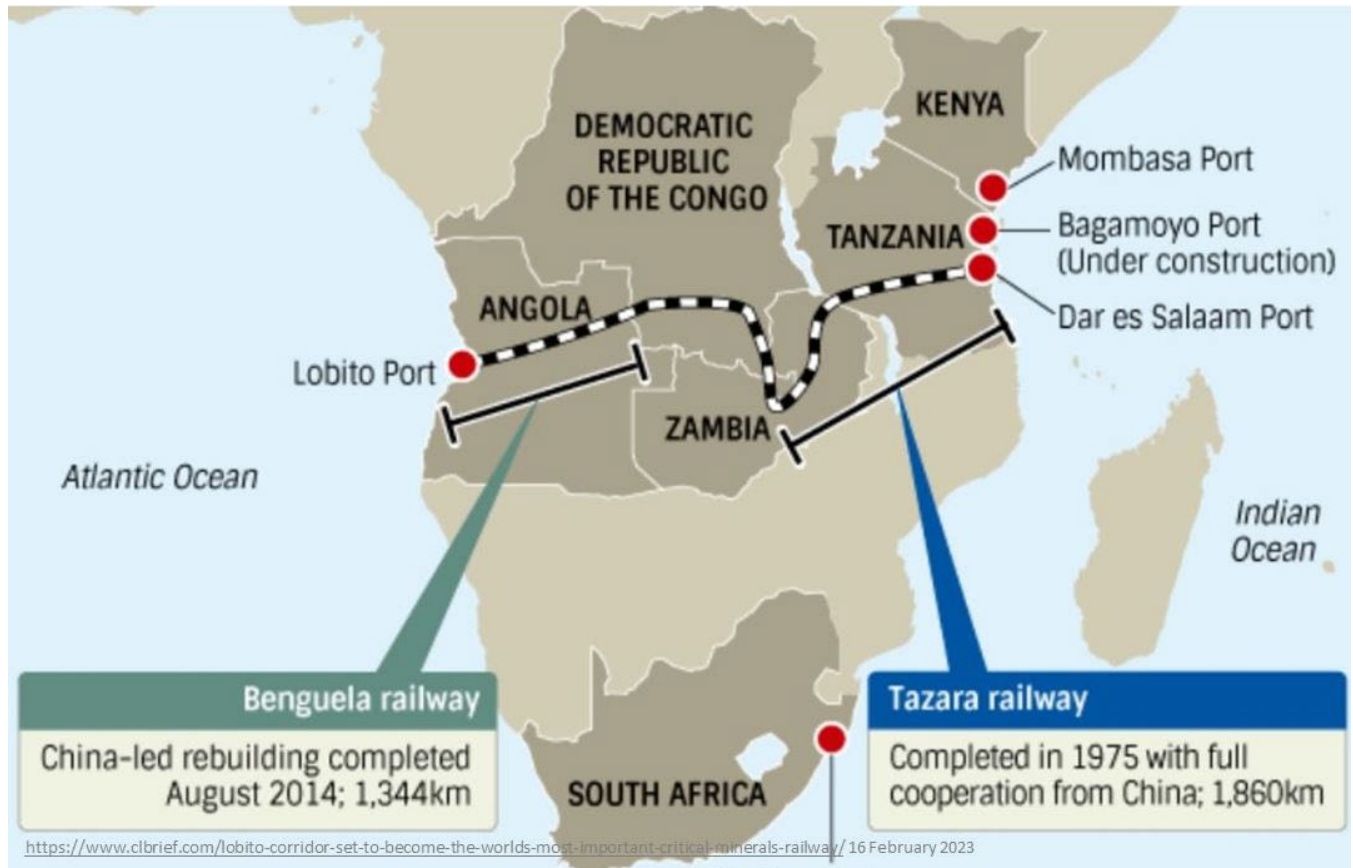 KENYA
DEMOCRATIC
REPUBLIC
OF THE CONGO
Mombasa Port
TANZANIA
Bagamoyo Port
(Under construction)
ANGOLA
Dar es Salaam Port
Lobito Port
ZAMBIA
Atlantic Ocean
Indian
Ocean
Benguela railway
China-led rebuilding completed
August 2014; 1,344km
Tazara railway
Completed in 1975 with full
cooperation from China; 1,860km
SOUTH AFRICA
https://www.clbrief.com/lobito-corridor-set-to-become-the-worlds-most-important-critical-minerals-railway/ 16 February 2023